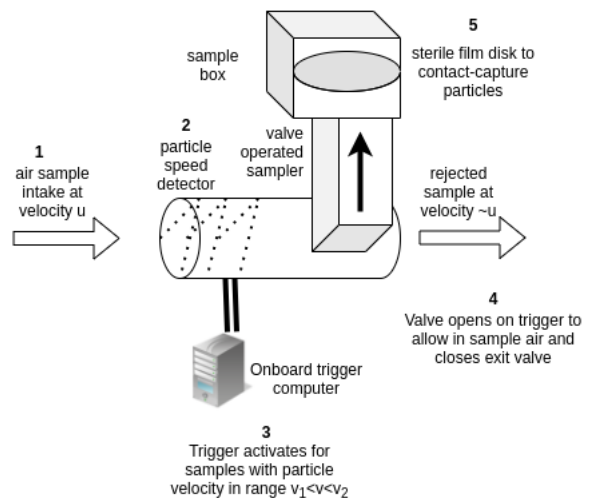 1
air sample
intake at
velocity u
2
particle
speed
detector
sample
box
valve
operated
sampler
5
sterile film disk to
contact-capture
particles
rejected
sample at
velocity ~u
4
Valve opens on trigger to
allow in sample air and
closes exit valve
Onboard trigger
computer
3
Trigger activates for
samples with particle
velocity in range v₁<v<v₂